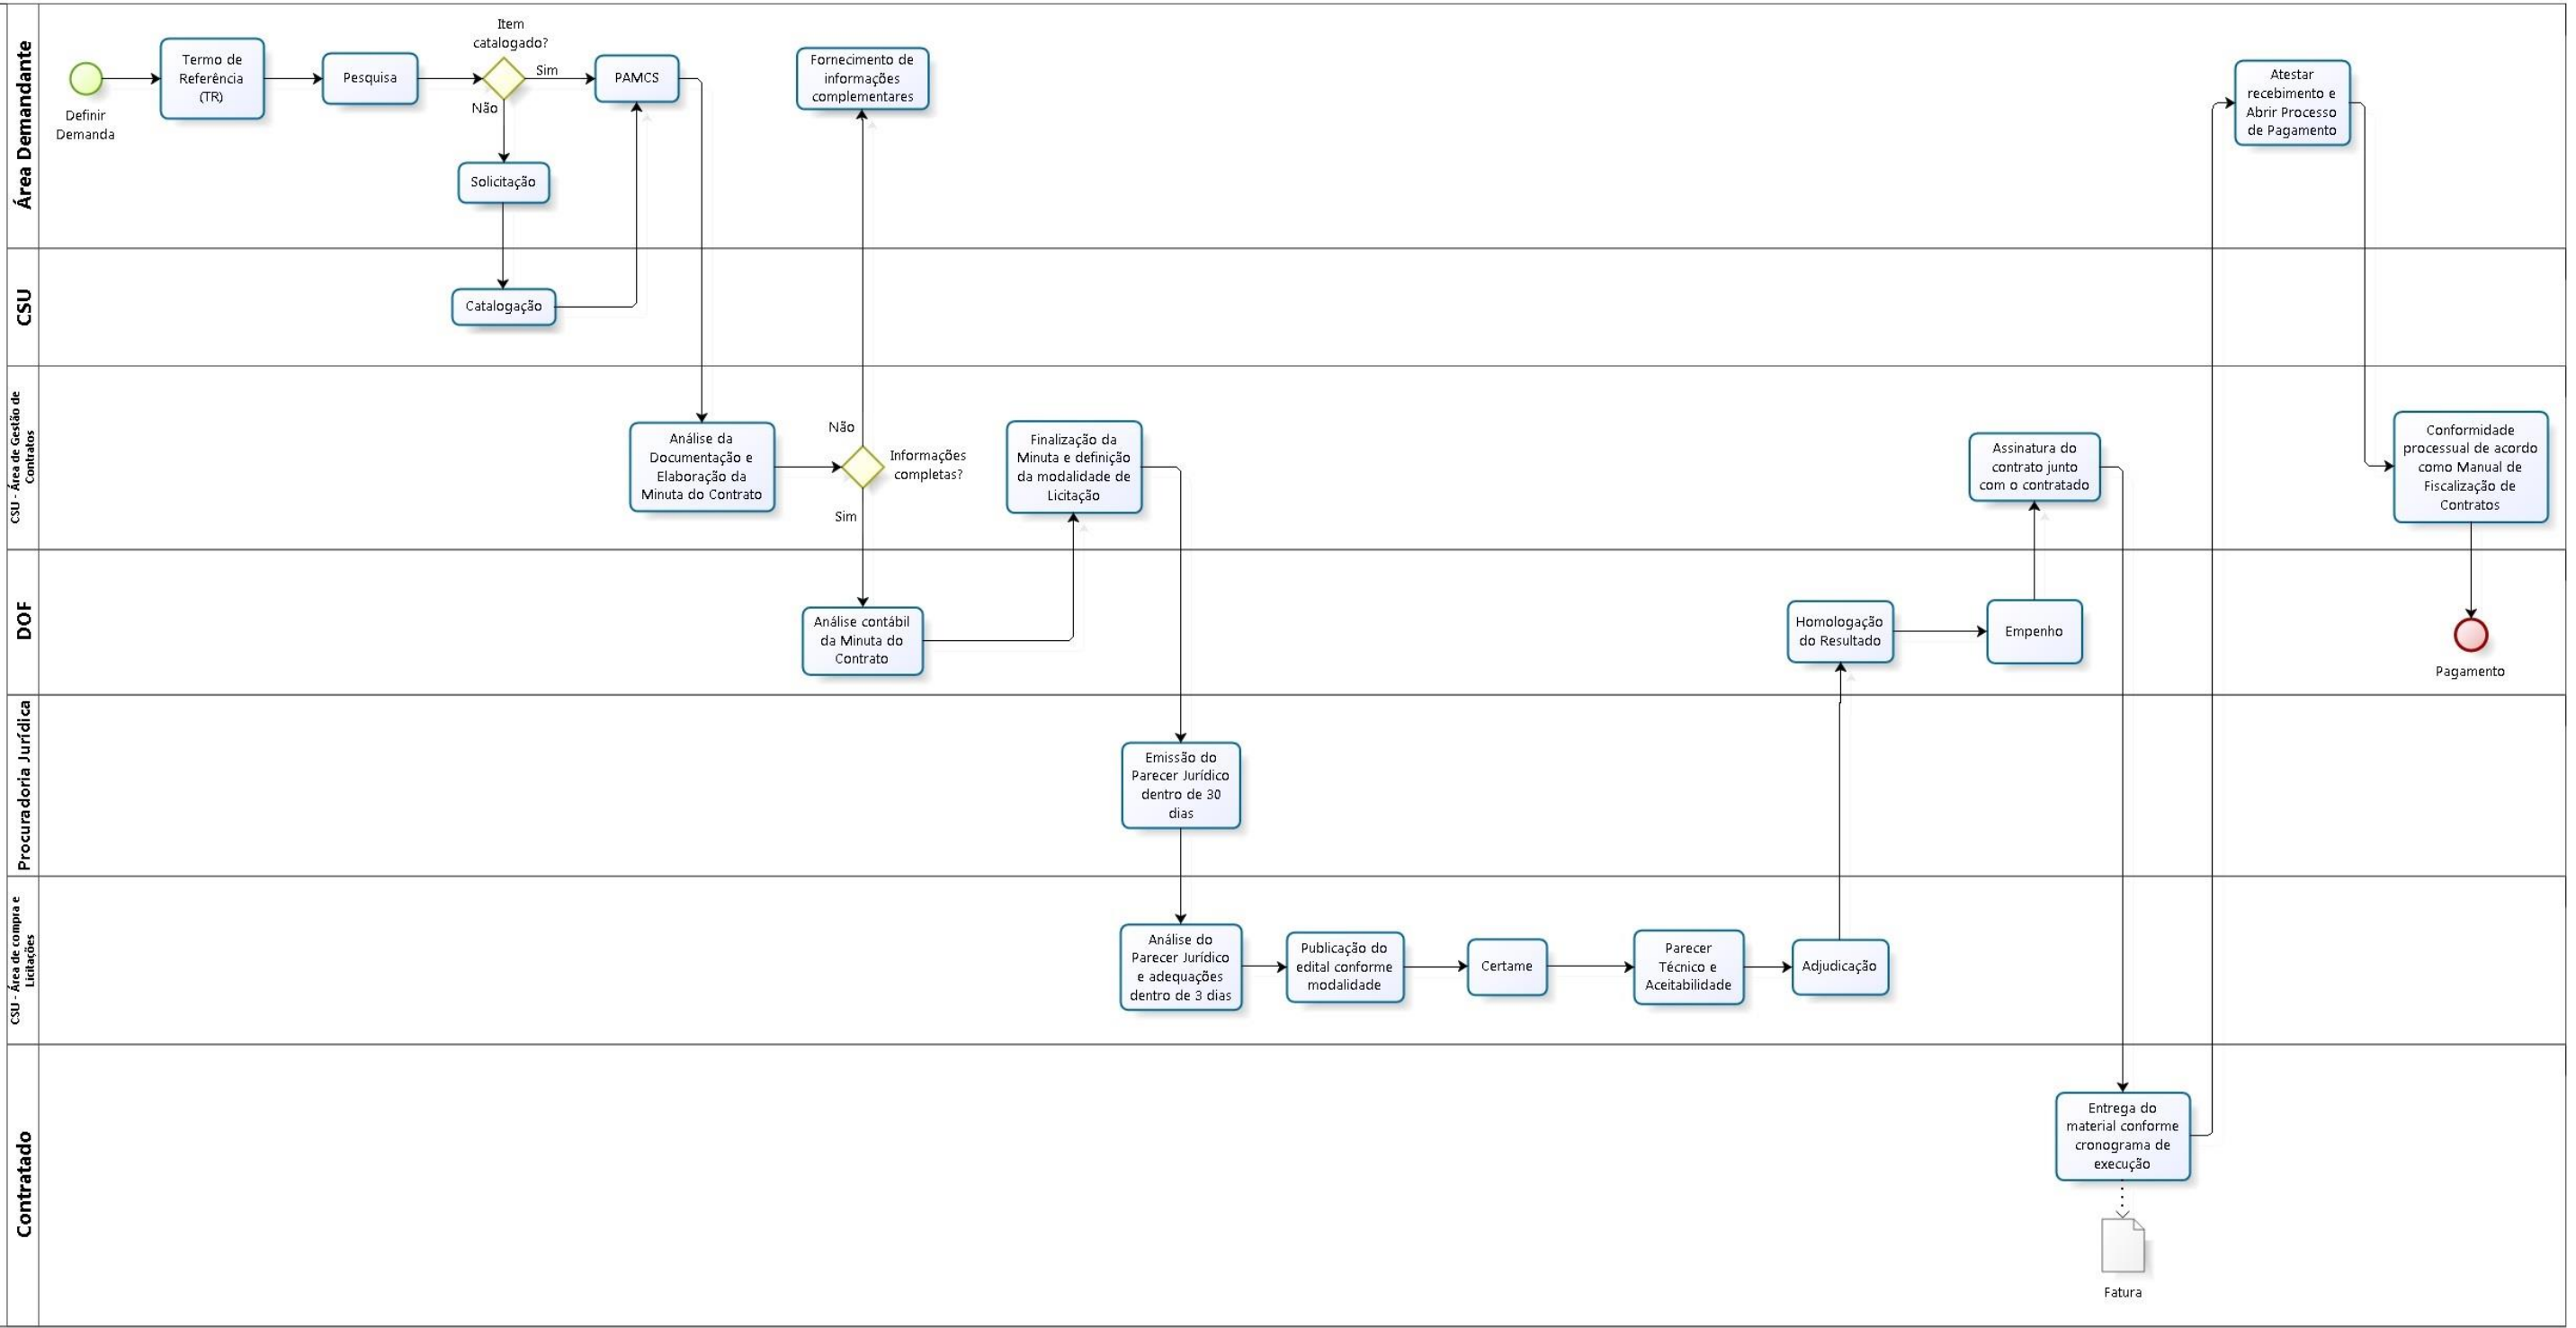 Área Demandante
Definir
Demanda
Termo de
Referência
(TR)
Pesquisa
Item
catalogado?
Sim
Não
PAMCS
Solicitação
Fornecimento de
informações
complementares
Atestar
recebimento e
Abrir Processo
de Pagamento
CSU
Catalogação
CSU - Área de Gestão de
Contratos
Análise da
Documentação e
Elaboração da
Minuta do Contrato
Não
Informações
completas?
Sim
Finalização da
Minuta e definição
da modalidade de
Licitação
Assinatura do
contrato junto
com o contratado
Conformidade
processual de acordo
como Manual de
Fiscalização de
Contratos
DOF
Análise contábil
da Minuta do
Contrato
Homologação
do Resultado
Empenho
Pagamento
Procuradoria Jurídica
Emissão do
Parecer Jurídico
dentro de 30
dias
CSU - Área de compra e
Licitações
Análise do
Parecer Jurídico
e adequações
dentro de 3 dias
Publicação do
edital conforme
modalidade
Certame
Parecer
Técnico e
Aceitabilidade
Adjudicação
Contratado
Entrega do
material conforme
cronograma de
execução
Fatura